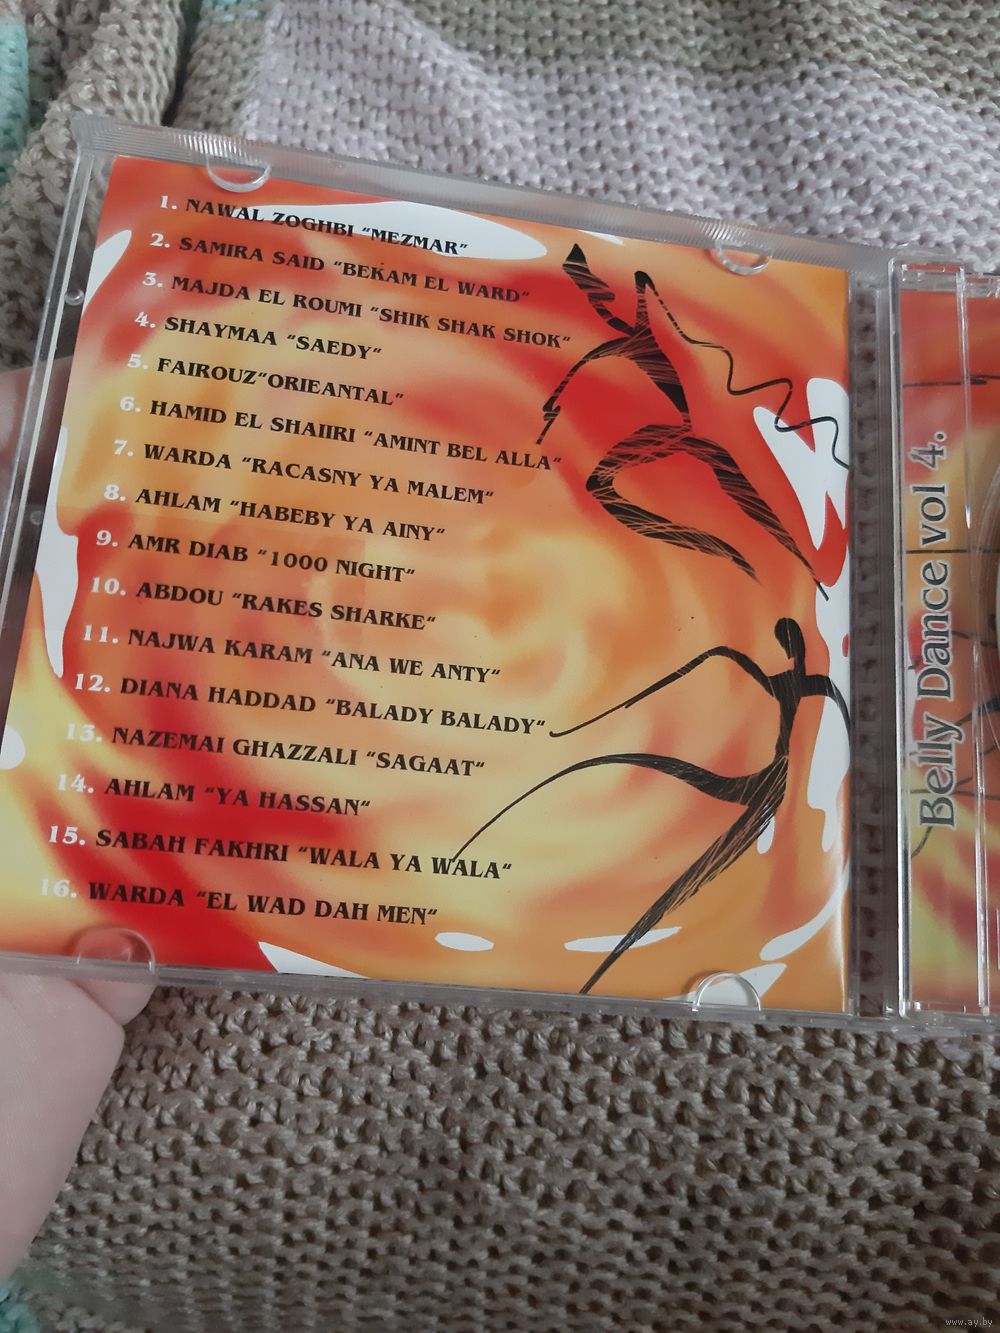 1. NAWAL ZOGHBI "MEZMAR"
2. SAMIRA SAID "BEKAM EL WARD"
3. MAJDA EL ROUMI "SHIK SHAK SHOK"
4. SHAYMAA "SAEDY"
5. FAIROUZ"ORIEANTAL"
6. HAMID EL SHAIIRI "AMINT BEL ALLA"
7. WARDA "RACASNY YA MALEM"
8. AHLAM "HABEBY YA AINY"
9. AMR DIAB "1000 NIGHT"
10. ABDOU "RAKES SHARKE"
11. NAJWA KARAM "ANA WE ANTY"
12. DIANA HADDAD "BALADY BALADY"
13. NAZEMAI GHAZZALI "SAGAAT"
14. AHLAM "YA HASSAN"
15. SABAH FAKHRI "WALA YA WALA"
16. WARDA "EL WAD DAH MEN"
Belly Dance vol 4.
www.ay.by